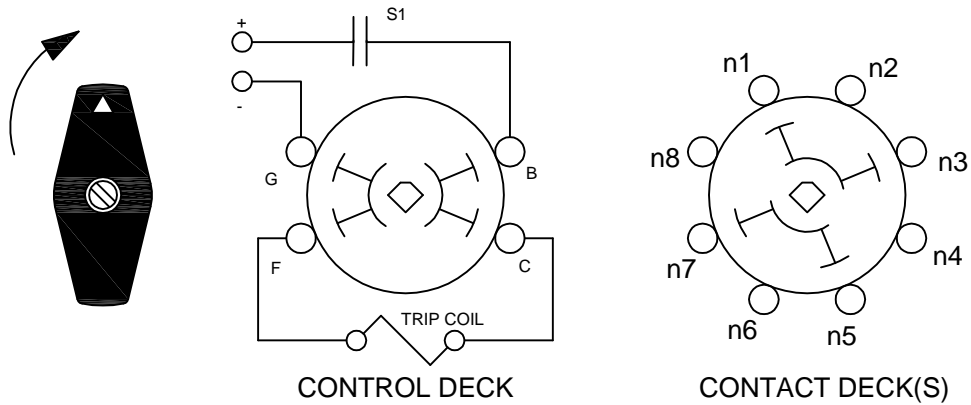 S1
+
-
G
B
F
C
TRIP COIL
CONTROL DECK
n1
n2
n3
n4
n5
n6
n7
n8
CONTACT DECK(S)